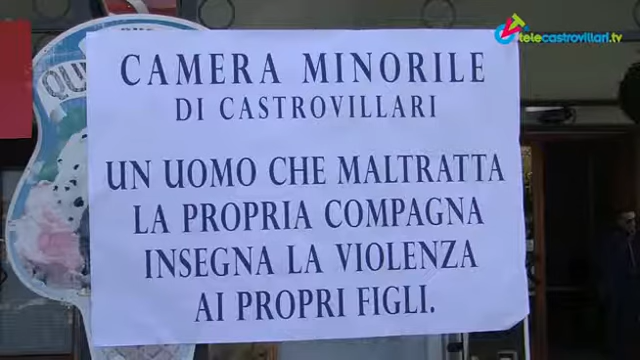 telecastrovillari.tv
QU
CAMERA MINORILE
DI CASTROVILLARI
UN UOMO CHE MALTRATTA
LA PROPRIA COMPAGNA
INSEGNA LA VIOLENZA
AI PROPRI FIGLI.